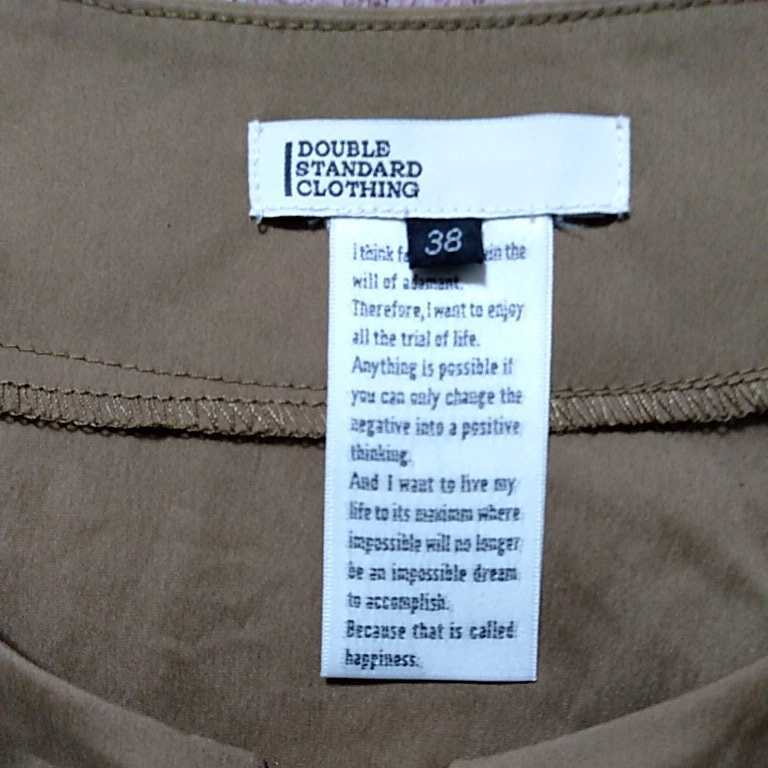 DOUBLE
STANDARD
CLOTHING
38
I think in the
will of adamant.
Therefore, I want to enjoy
all the trial of life.
Anything is possible if
you can only change the
negative into a positive
thinking.
And I want to live my
life to its maximm where
impossible will no longer
be an impossible dream
to accomplish.
Because that is called
happiness.